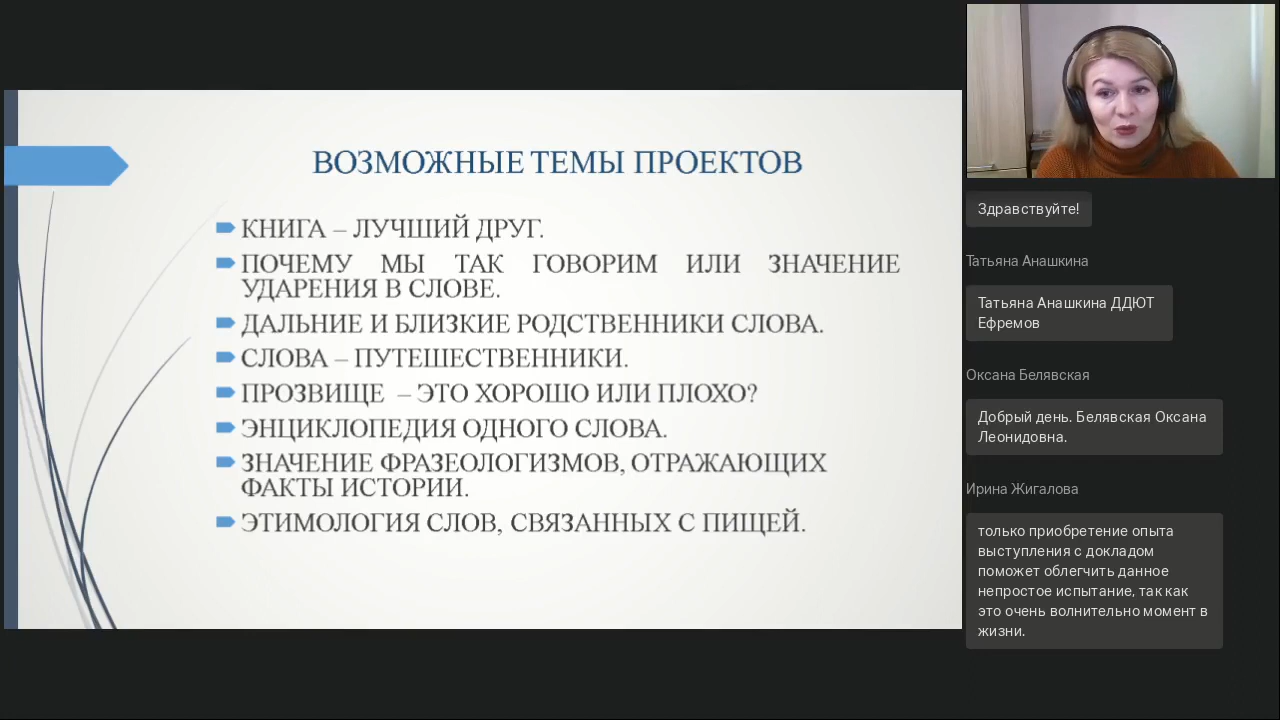 ВОЗМОЖНЫЕ ТЕМЫ ПРОЕКТОВ
КНИГА – ЛУЧШИЙ ДРУГ.
ПОЧЕМУ МЫ ТАК ГОВОРИМ ИЛИ ЗНАЧЕНИЕ
УДАРЕНИЯ В СЛОВЕ.
ДАЛЬНИЕ И БЛИЗКИЕ РОДСТВЕННИКИ СЛОВА.
СЛОВА – ПУТЕШЕСТВЕННИКИ.
ПРОЗВИЩЕ – ЭТО ХОРОШО ИЛИ ПЛОХО?
ЭНЦИКЛОПЕДИЯ ОДНОГО СЛОВА.
ЗНАЧЕНИЕ ФРАЗЕОЛОГИЗМОВ, ОТРАЖАЮЩИХ
ФАКТЫ ИСТОРИИ.
ЭТИМОЛОГИЯ СЛОВ, СВЯЗАННЫХ С ПИЩЕЙ.
Здравствуйте!
Татьяна Анашкина
Татьяна Анашкина ДДЮТ
Ефремов
Оксана Белявская
Добрый день. Белявская Оксана
Леонидовна.
Ирина Жигалова
только приобретение опыта
выступления с докладом
поможет облегчить данное
непростое испытание, так как
это очень волнительно момент в
жизни.